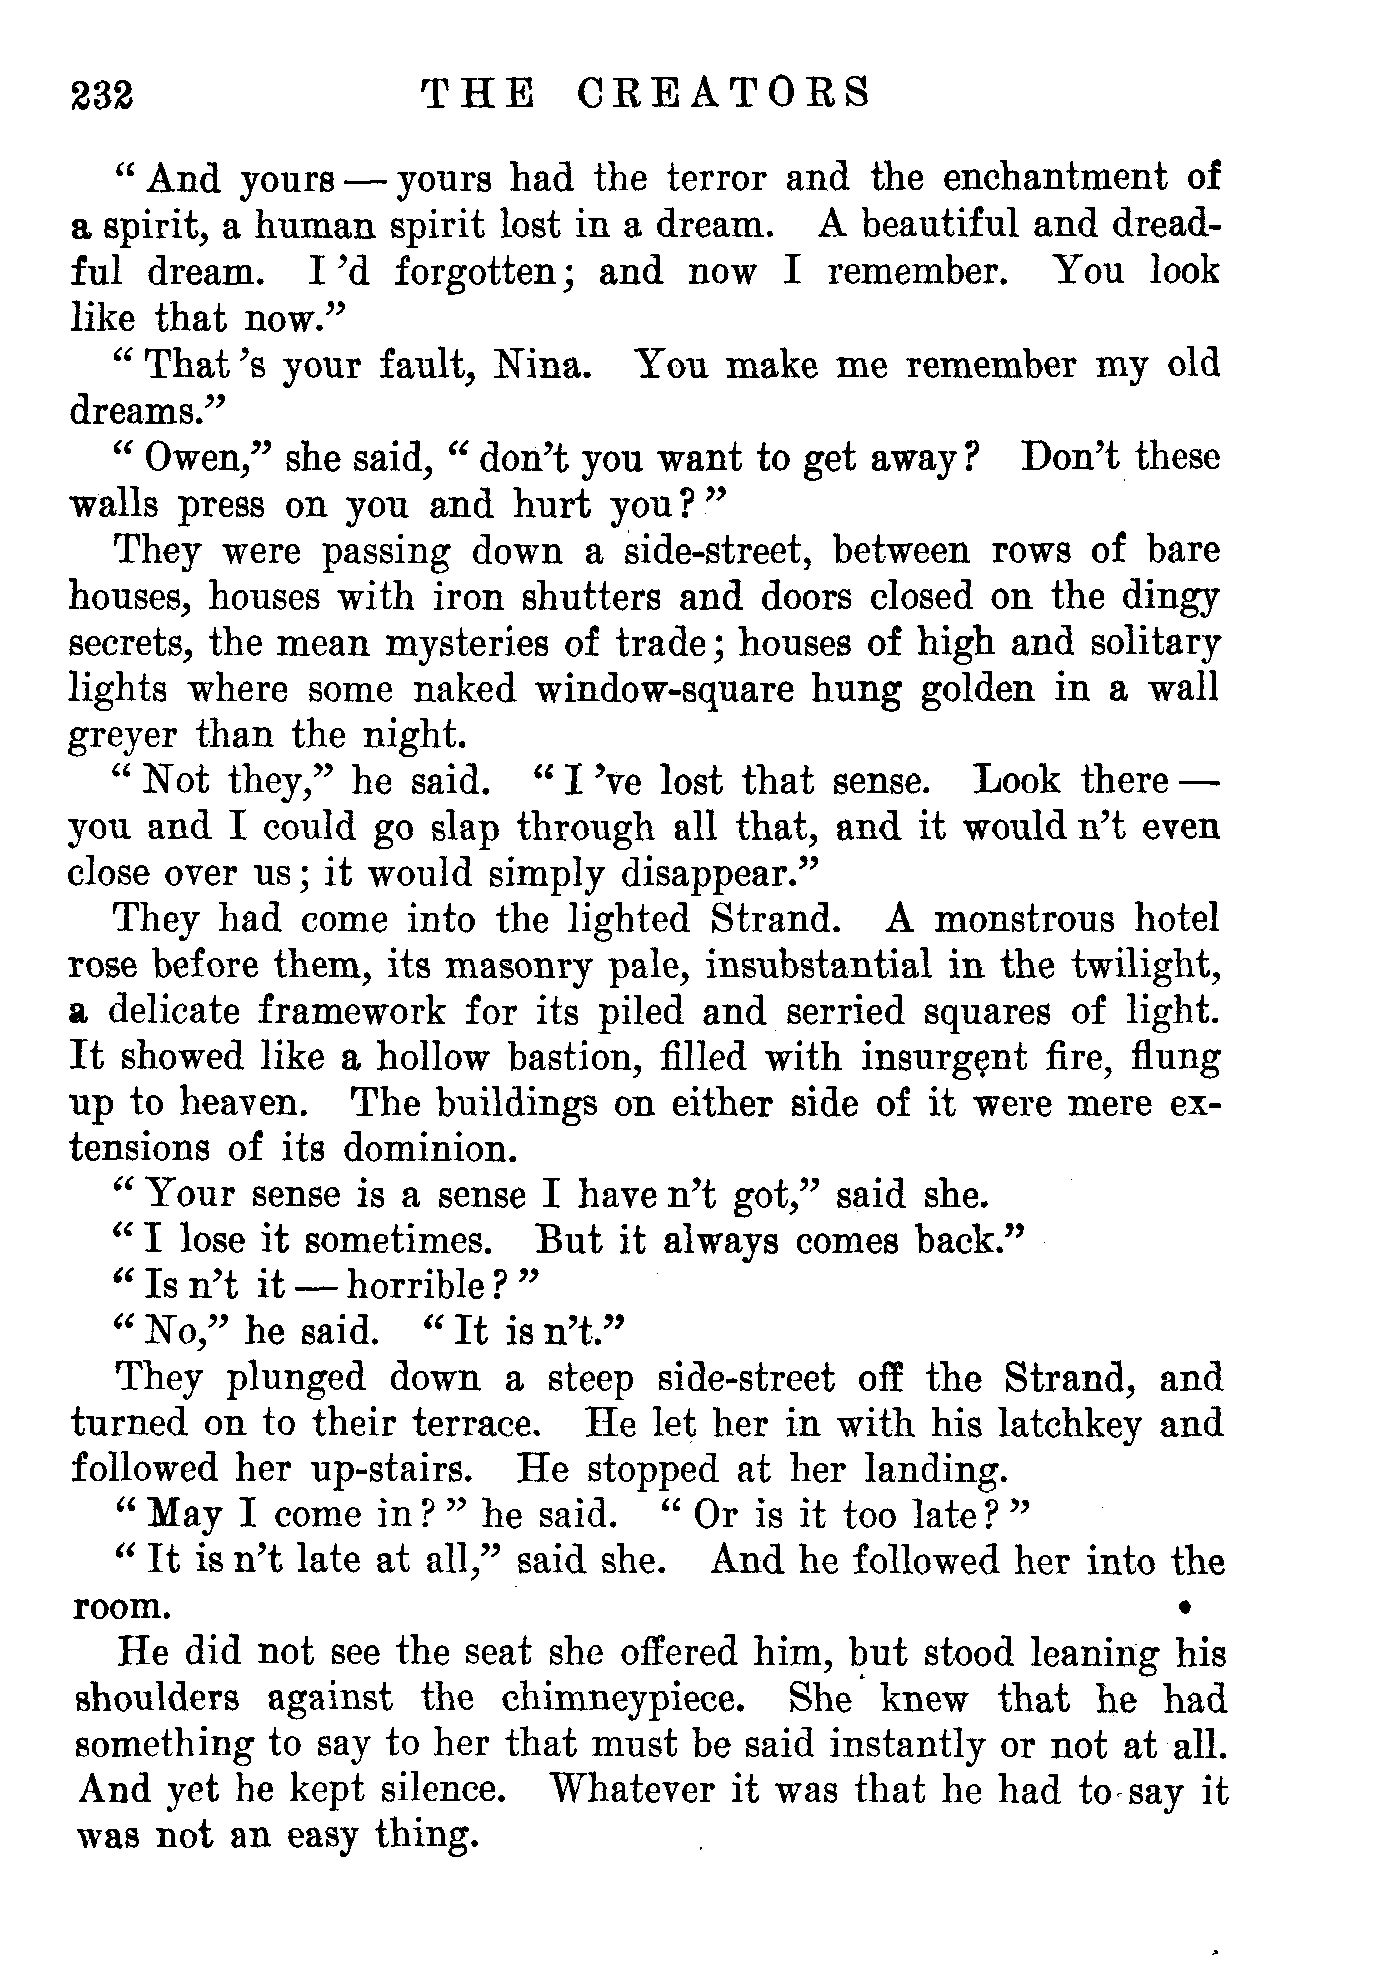 232 THE CREATORS
“ And yours — yours had the terror and the enchantment of
a spirit, a human spirit lost in a dream. A beautiful and dread-
ful dream. I ’d forgotten; and now I remember. You look
like that now.”
“ That ’s your fault, Nina. You make me remember my old
dreams.”
“ Owen,” she said, “ don’t you want to get away? Don’t these
walls press on you and hurt you? ”
They were passing down a side-street, between rows of bare
houses, houses with iron shutters and doors closed on the dingy
secrets, the mean mysteries of trade; houses of high and solitary
lights where some naked window-square hung golden in a wall
greyer than the night.
“ Not they,” he said. “ I ’ve lost that sense. Look there —
you and I could go slap through all that, and it would n’t even
close over us; it would simply disappear.”
They had come into the lighted Strand. A monstrous hotel
rose before them, its masonry pale, insubstantial in the twilight,
a delicate framework for its piled and serried squares of light.
It showed like a hollow bastion, filled with insurgent fire, flung
up to heaven. The buildings on either side of it were mere ex-
tensions of its dominion.
“ Your sense is a sense I have n’t got,” said she.
“ I lose it sometimes. But it always comes back.”
“ Is n’t it — horrible? ”
“ No,” he said. “ It is n’t.”
They plunged down a steep side-street off the Strand, and
turned on to their terrace. He let her in with his latchkey and
followed her up-stairs. He stopped at her landing.
“ May I come in? ” he said. “ Or is it too late? ”
“ It is n’t late at all,” said she. And he followed her into the
room.
He did not see the seat she offered him, but stood leaning his
shoulders against the chimneypiece. She knew that he had
something to say to her that must be said instantly or not at all.
And yet he kept silence. Whatever it was that he had to say it
was not an easy thing.